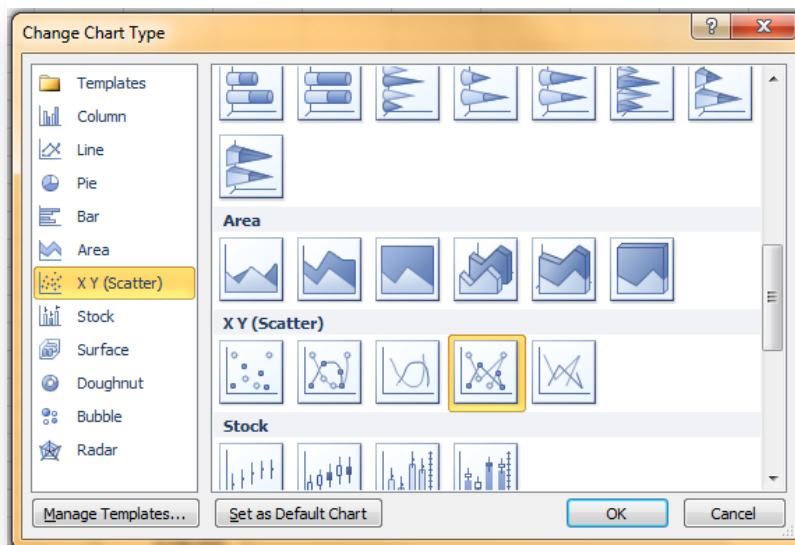 Change Chart Type
?
X
Templates
Column
Line
Pie
Bar
Area
X Y (Scatter)
Stock
Surface
Doughnut
Bubble
Radar
Area
X Y (Scatter)
Stock
Manage Templates...
Set as Default Chart
OK
Cancel